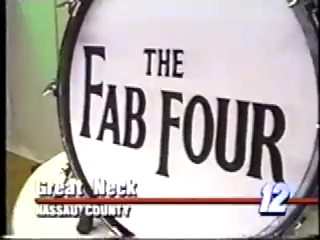 THE
FAB FOUR
Great Neck
NASSAU COUNTY
12